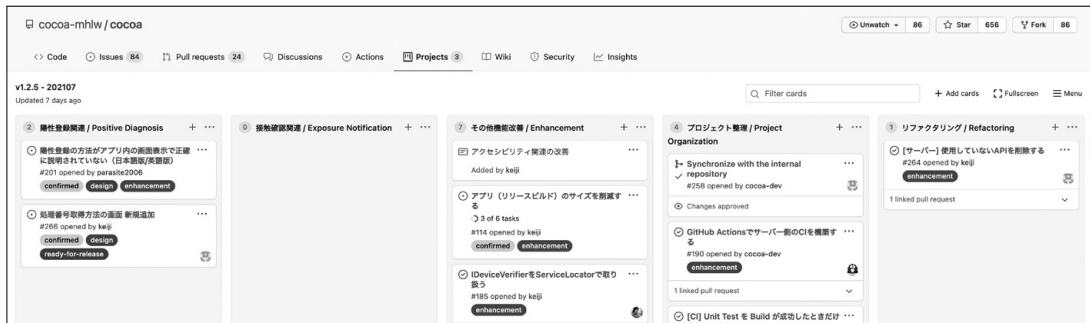 cocoa-mhlw / cocoa
Unwatch 86 Star 656 Fork 86
Code Issues 84 Pull requests 24 Discussions Actions Projects 3 Wiki Security Insights
v1.2.5 - 202107
Updated 7 days ago
Filter cards + Add cards Fullscreen Menu
2 陽性登録関連 / Positive Diagnosis + ...
陽性登録の方法がアプリ内の画面表示で正確 ...
に説明されていない（日本語版/英語版）
#201 opened by parasite2006
confirmed design enhancement
処理番号取得方法の画面 新規追加 ...
#266 opened by keiji
confirmed design
ready-for-release
0 接触確認関連 / Exposure Notification + ...
7 その他機能改善 / Enhancement + ...
アクセシビリティ関連の改善 ...
Added by keiji
アプリ（リリースビルド）のサイズを削減す ...
る
3 of 6 tasks
#114 opened by keiji
confirmed enhancement
IDeviceVerifierをServiceLocatorで取り ...
扱う
#185 opened by keiji
enhancement
4 プロジェクト整理 / Project + ...
Organization
Synchronize with the internal ...
repository
#258 opened by cocoa-dev
Changes approved
GitHub Actionsでサーバー側のCIを構築す ...
る
#190 opened by cocoa-dev
enhancement
1 linked pull request
[CI] Unit Test を Build が成功したときだけ ...
1 リファクタリング / Refactoring + ...
[サーバー] 使用していないAPIを削除する ...
#264 opened by keiji
enhancement
1 linked pull request